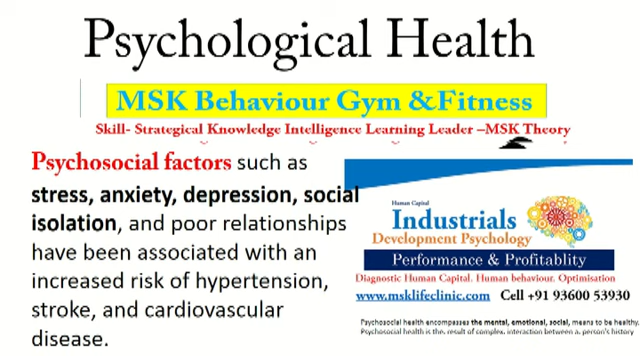 Psychological Health
MSK Behaviour Gym &Fitness
Skill- Strategical Knowledge Intelligence Learning Leader –MSK Theory
Psychosocial factors such as
stress, anxiety, depression, social
isolation, and poor relationships
have been associated with an
increased risk of hypertension,
stroke, and cardiovascular
disease.
Human Capital
Industrials
Development Psychology
Performance & Profitablity
Diagnostic Human Capital. Human behaviour. Optimisation
www.msklifeclinic.com Cell +91 93600 53930
Psychosocial health encompasses the mental, emotional, social, means to be healthy.
Psychosocial health is the, result of complex, interaction between a, person's history